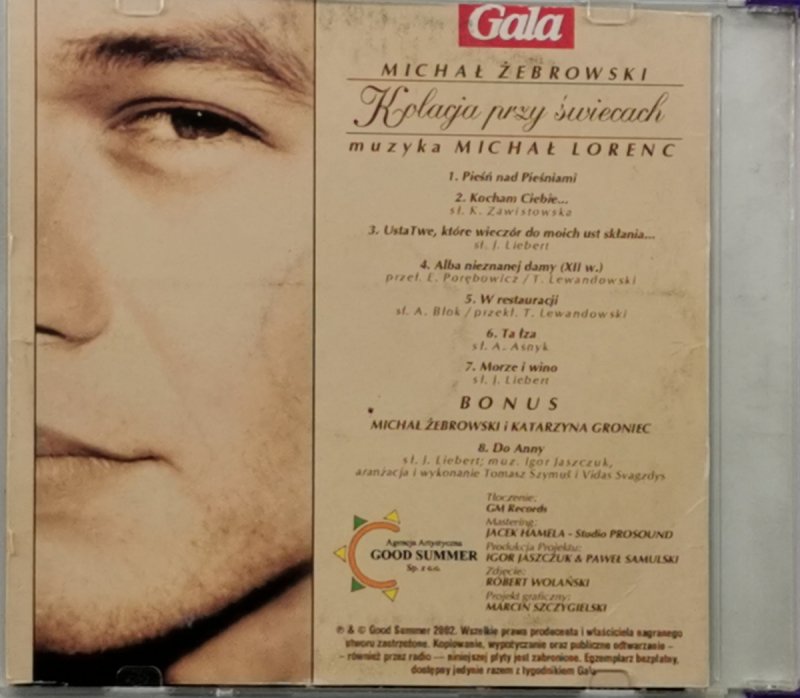 Gala
MICHAŁ ŻEBROWSKI
Kolacja przy świecach
muzyka MICHAŁ LORENC
1. Pieśń nad Pieśniami
2. Kocham Ciebie...
sł. K. Zawistowska
3. UstaTwe, które wieczór do moich ust skłania...
sł. J. Liebert
4. Alba nieznanej damy (XII w.)
przeł. E. Porębowicz / T. Lewandowski
5. W restauracji
sł. A. Błok / przekł. T. Lewandowski
6. Ta łza
sł. A. Asnyk
7. Morze i wino
sł. J. Liebert
BONUS
MICHAŁ ŻEBROWSKI i KATARZYNA GRONIEC
8. Do Anny
sł. J. Liebert; muz. Igor Jaszczuk,
aranżacja i wykonanie Tomasz Szymuś i Vidas Svagzdys
Agencja Artystyczna
GOOD SUMMER
Sp. z o.o.
Tłoczenie:
GM Records
Mastering:
JACEK HAMELA - Studio PROSOUND
Produkcja Projektu:
IGOR JASZCZUK & PAWEŁ SAMULSKI
Zdjęcie:
ROBERT WOLAŃSKI
Projekt graficzny:
MARCIN SZCZYGIELSKI
℗ & © Good Summer 2002. Wszelkie prawa producenta i właściciela nagranego
utworu zastrzeżone. Kopiowanie, wypożyczanie oraz publiczne odtwarzanie -
- również przez radio — niniejszej płyty jest zabronione. Egzemplarz bezpłatny,
dostępny jedynie razem z tygodnikiem Gala